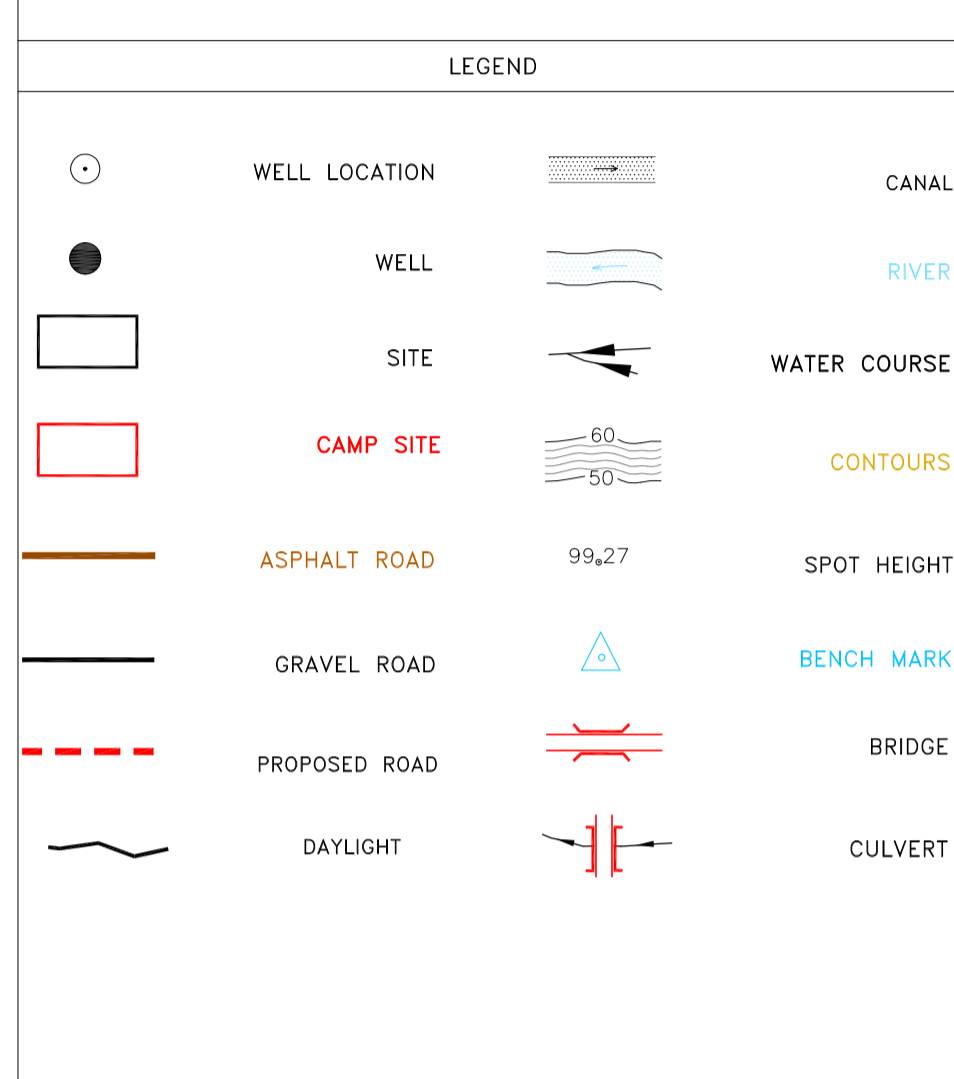 LEGEND
WELL LOCATION
CANAL
WELL
RIVER
SITE
WATER COURSE
CAMP SITE
60
50
CONTOURS
ASPHALT ROAD
99.27
SPOT HEIGHT
GRAVEL ROAD
BENCH MARK
PROPOSED ROAD
BRIDGE
DAYLIGHT
CULVERT